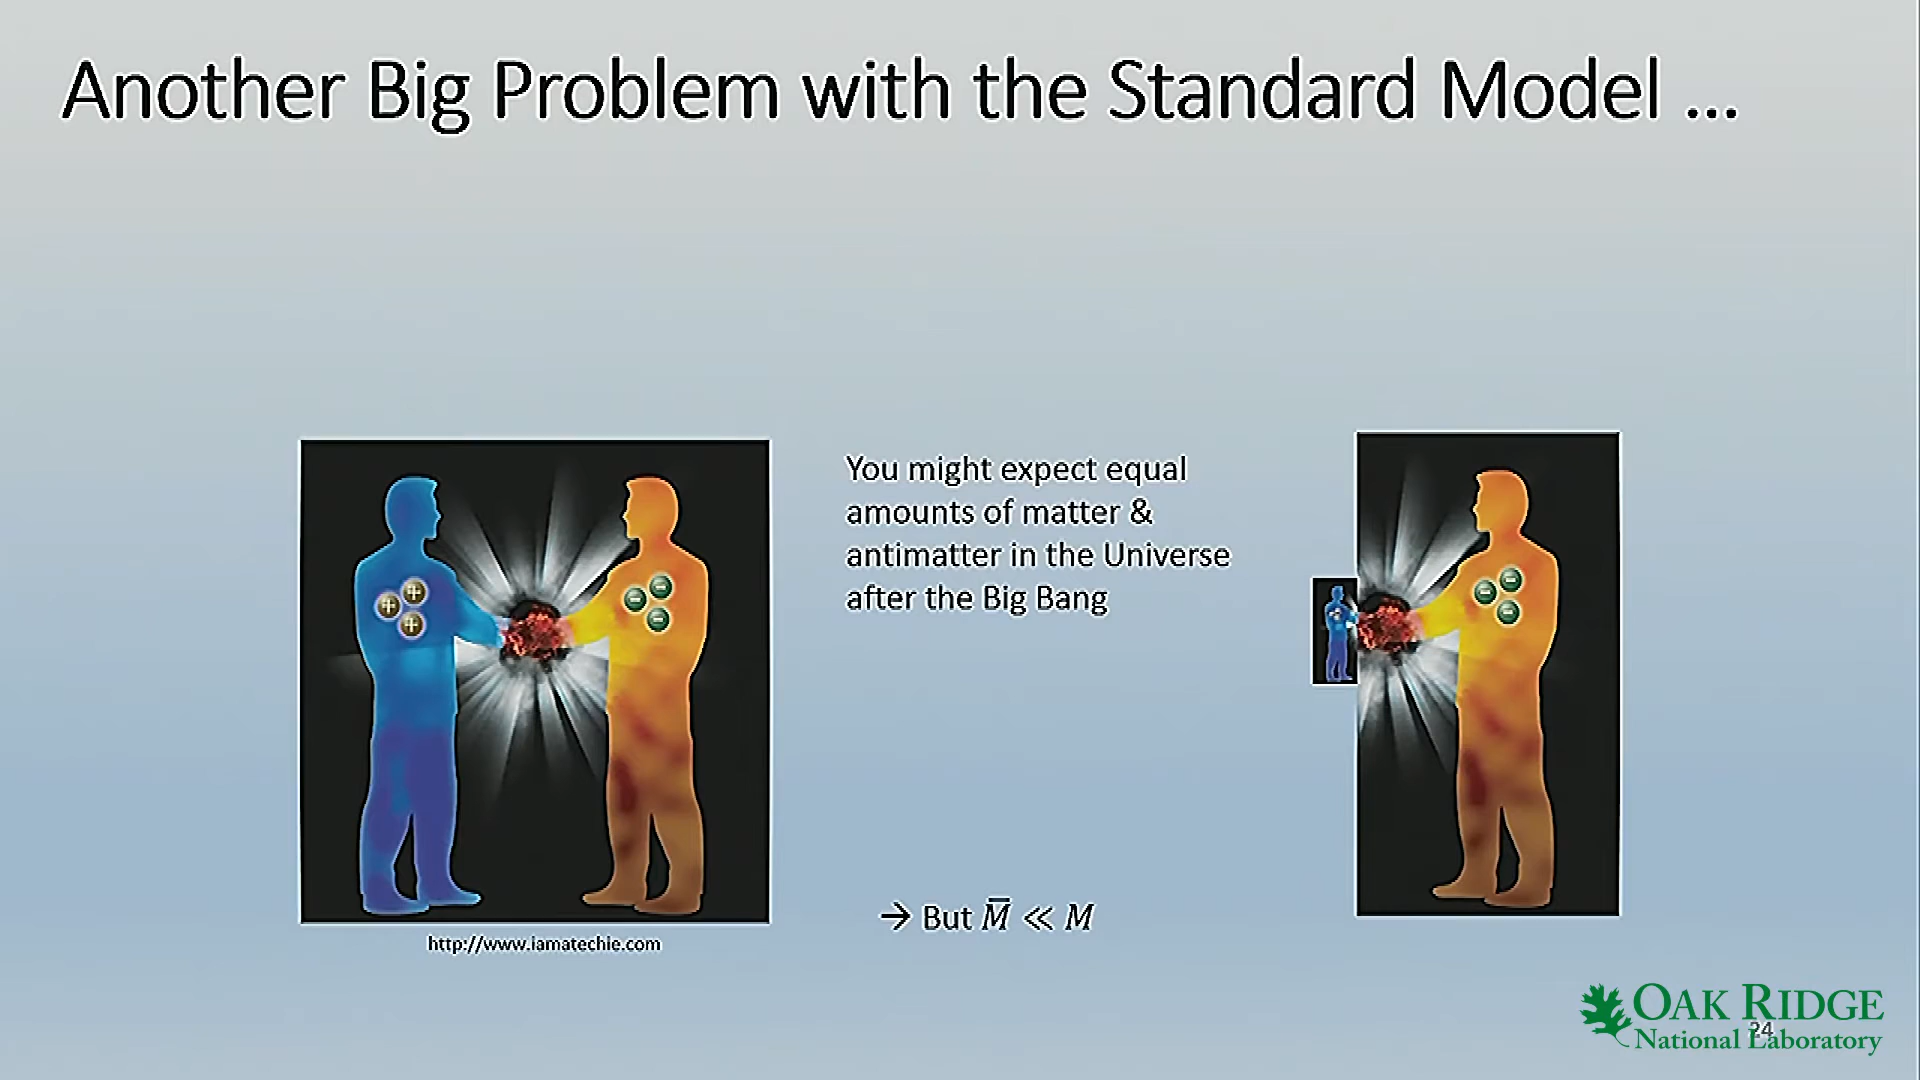 Another Big Problem with the Standard Model ...
You might expect equal
amounts of matter &
antimatter in the Universe
after the Big Bang
→ But M̅ ≪ M
http://www.iamatechie.com
OAK RIDGE
National Laboratory
24